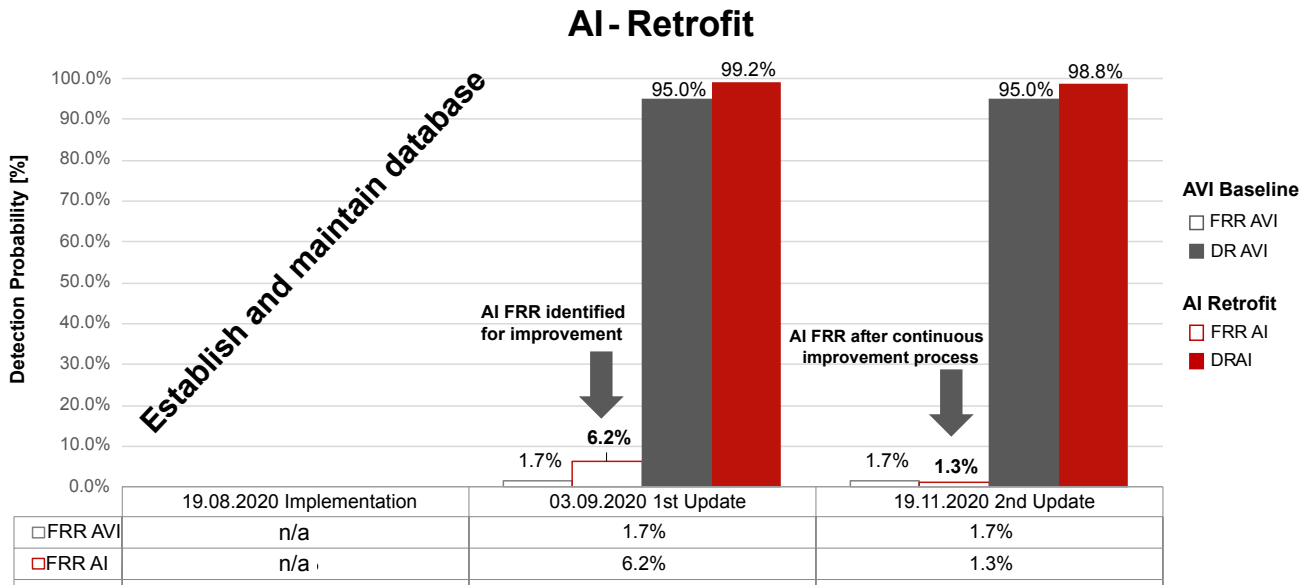 AI - Retrofit
Detection Probability [%]
100.0%
90.0%
80.0%
70.0%
60.0%
50.0%
40.0%
30.0%
20.0%
10.0%
0.0%
Establish and maintain database
AI FRR identified
for improvement
1.7%
6.2%
95.0%
99.2%
AI FRR after continuous
improvement process
1.7%
1.3%
95.0%
98.8%
AVI Baseline
FRR AVI
DR AVI
AI Retrofit
FRR AI
DRAI
19.08.2020 Implementation 03.09.2020 1st Update 19.11.2020 2nd Update
FRR AVI n/a 1.7% 1.7%
FRR AI n/a 6.2% 1.3%